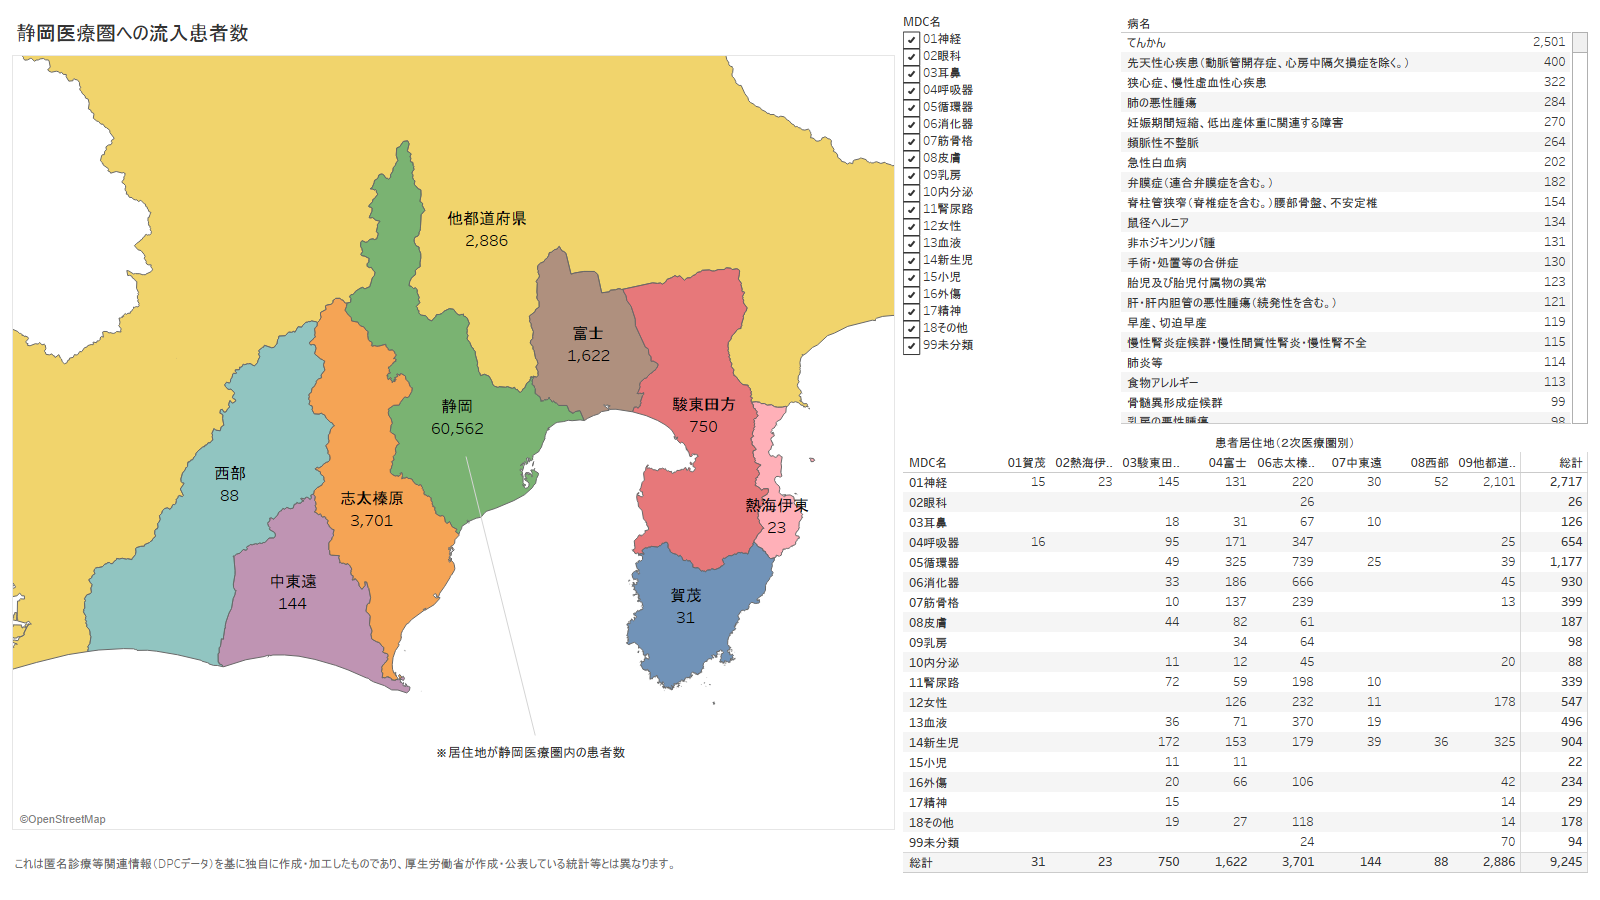 静岡医療圏への流入患者数
他都道府県
2,886
富士
1,622
静岡
60,562
駿東田方
750
西部
88
志太榛原
3,701
熱海伊東
23
中東遠
144
賀茂
31
※居住地が静岡医療圏内の患者数
©OpenStreetMap
これは匿名診療等関連情報（DPCデータ）を基に独自に作成・加工したものであり、厚生労働省が作成・公表している統計等とは異なります。
MDC名
01神経
02眼科
03耳鼻
04呼吸器
05循環器
06消化器
07筋骨格
08皮膚
09乳房
10内分泌
11腎尿路
12女性
13血液
14新生児
15小児
16外傷
17精神
18その他
99未分類
病名
てんかん 2,501
先天性心疾患（動脈管開存症、心房中隔欠損症を除く。） 400
狭心症、慢性虚血性心疾患 322
肺の悪性腫瘍 284
妊娠期間短縮、低出産体重に関連する障害 270
頻脈性不整脈 264
急性白血病 202
弁膜症（連合弁膜症を含む。） 182
脊柱管狭窄（脊椎症を含む。）腰部骨盤、不安定椎 154
鼠径ヘルニア 134
非ホジキンリンパ腫 131
手術・処置等の合併症 130
胎児及び胎児付属物の異常 123
肝・肝内胆管の悪性腫瘍（続発性を含む。） 121
早産、切迫早産 119
慢性腎炎症候群・慢性間質性腎炎・慢性腎不全 115
肺炎等 114
食物アレルギー 113
骨髄異形成症候群 99
乳房の悪性腫瘍 98
患者居住地（2次医療圏別）
MDC名 01賀茂 02熱海伊.. 03駿東田.. 04富士 06志太榛.. 07中東遠 08西部 09他都道.. 総計
01神経 15 23 145 131 220 30 52 2,101 2,717
02眼科 26 26
03耳鼻 18 31 67 10 126
04呼吸器 16 95 171 347 25 654
05循環器 49 325 739 25 39 1,177
06消化器 33 186 666 45 930
07筋骨格 10 137 239 13 399
08皮膚 44 82 61 187
09乳房 34 64 98
10内分泌 11 12 45 20 88
11腎尿路 72 59 198 10 339
12女性 126 232 11 178 547
13血液 36 71 370 19 496
14新生児 172 153 179 39 36 325 904
15小児 11 11 22
16外傷 20 66 106 42 234
17精神 15 14 29
18その他 19 27 118 14 178
99未分類 24 70 94
総計 31 23 750 1,622 3,701 144 88 2,886 9,245